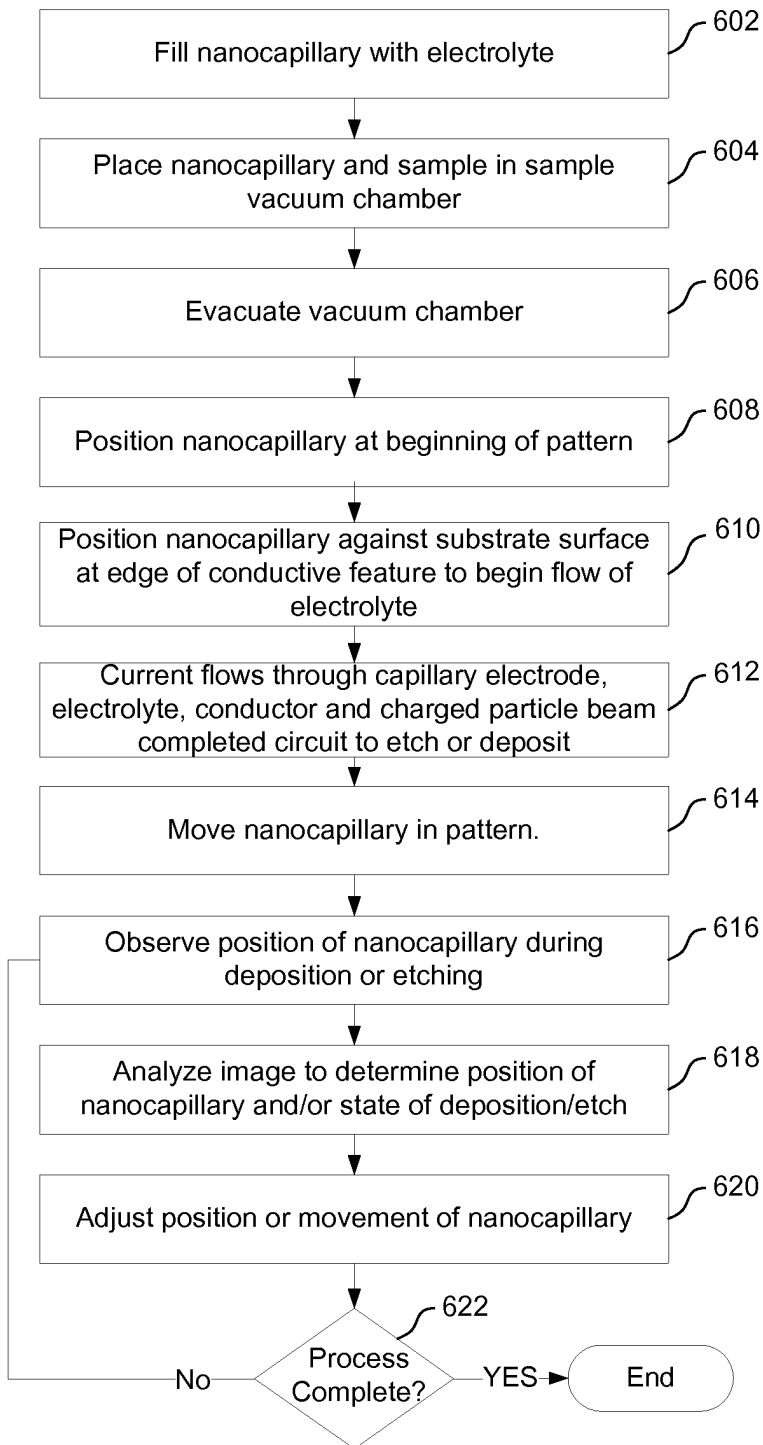 Fill nanocapillary with electrolyte
602
Place nanocapillary and sample in sample
vacuum chamber
604
Evacuate vacuum chamber
606
Position nanocapillary at beginning of pattern
608
Position nanocapillary against substrate surface
at edge of conductive feature to begin flow of
electrolyte
610
Current flows through capillary electrode,
electrolyte, conductor and charged particle beam
completed circuit to etch or deposit
612
Move nanocapillary in pattern.
614
Observe position of nanocapillary during
deposition or etching
616
Analyze image to determine position of
nanocapillary and/or state of deposition/etch
618
Adjust position or movement of nanocapillary
620
622
Process
Complete?
No
YES
End